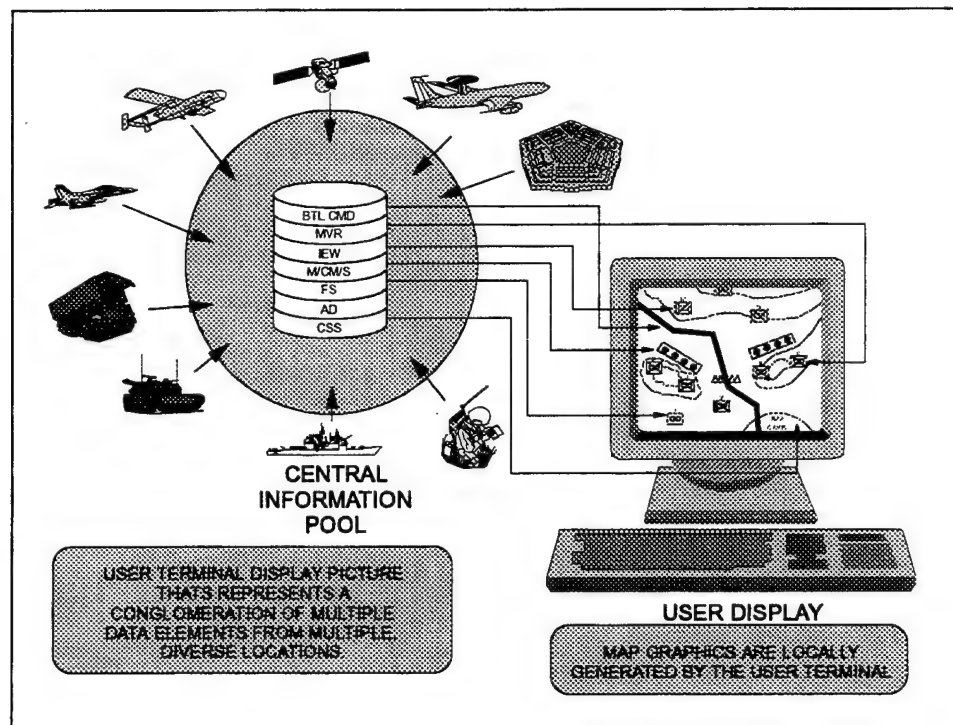 BTL CMD
MVR
IEW
M/CM/S
FS
AD
CSS
CENTRAL
INFORMATION
POOL
USER TERMINAL DISPLAY PICTURE
THATS REPRESENTS A
CONGLOMERATION OF MULTIPLE
DATA ELEMENTS FROM MULTIPLE,
DIVERSE LOCATIONS
USER DISPLAY
MAP GRAPHICS ARE LOCALLY
GENERATED BY THE USER TERMINAL